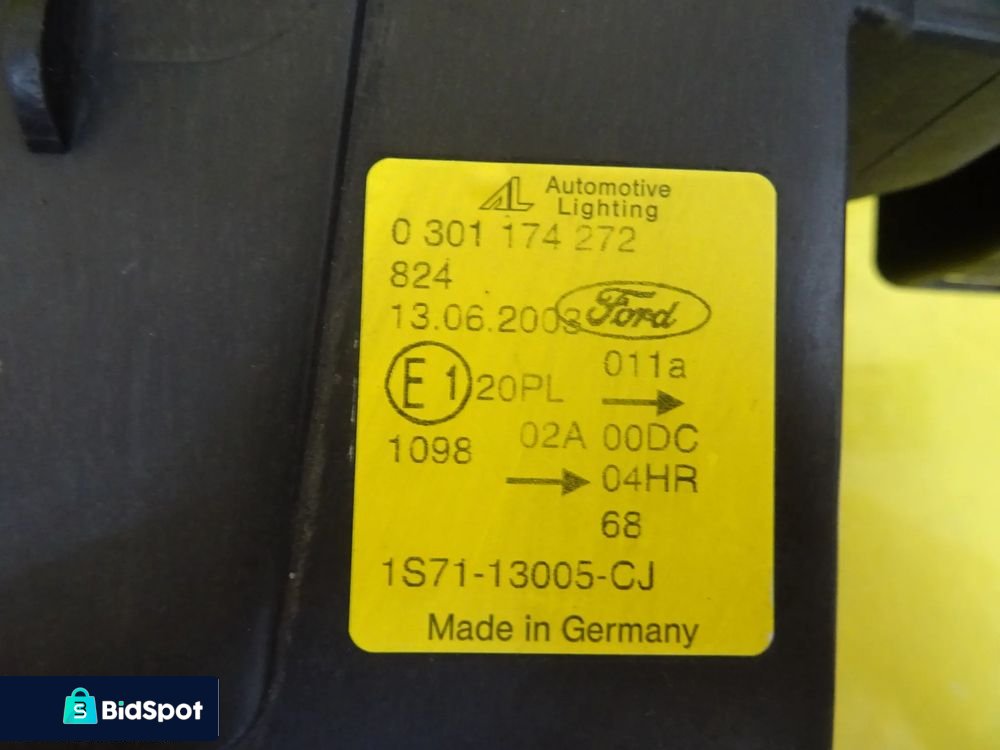 AL Automotive
Lighting
0 301 174 272
824
13.06.2003 Ford
E1 20PL 011a
→
02A 00DC
1098 → 04HR
68
1S71-13005-CJ
Made in Germany
BidSpot